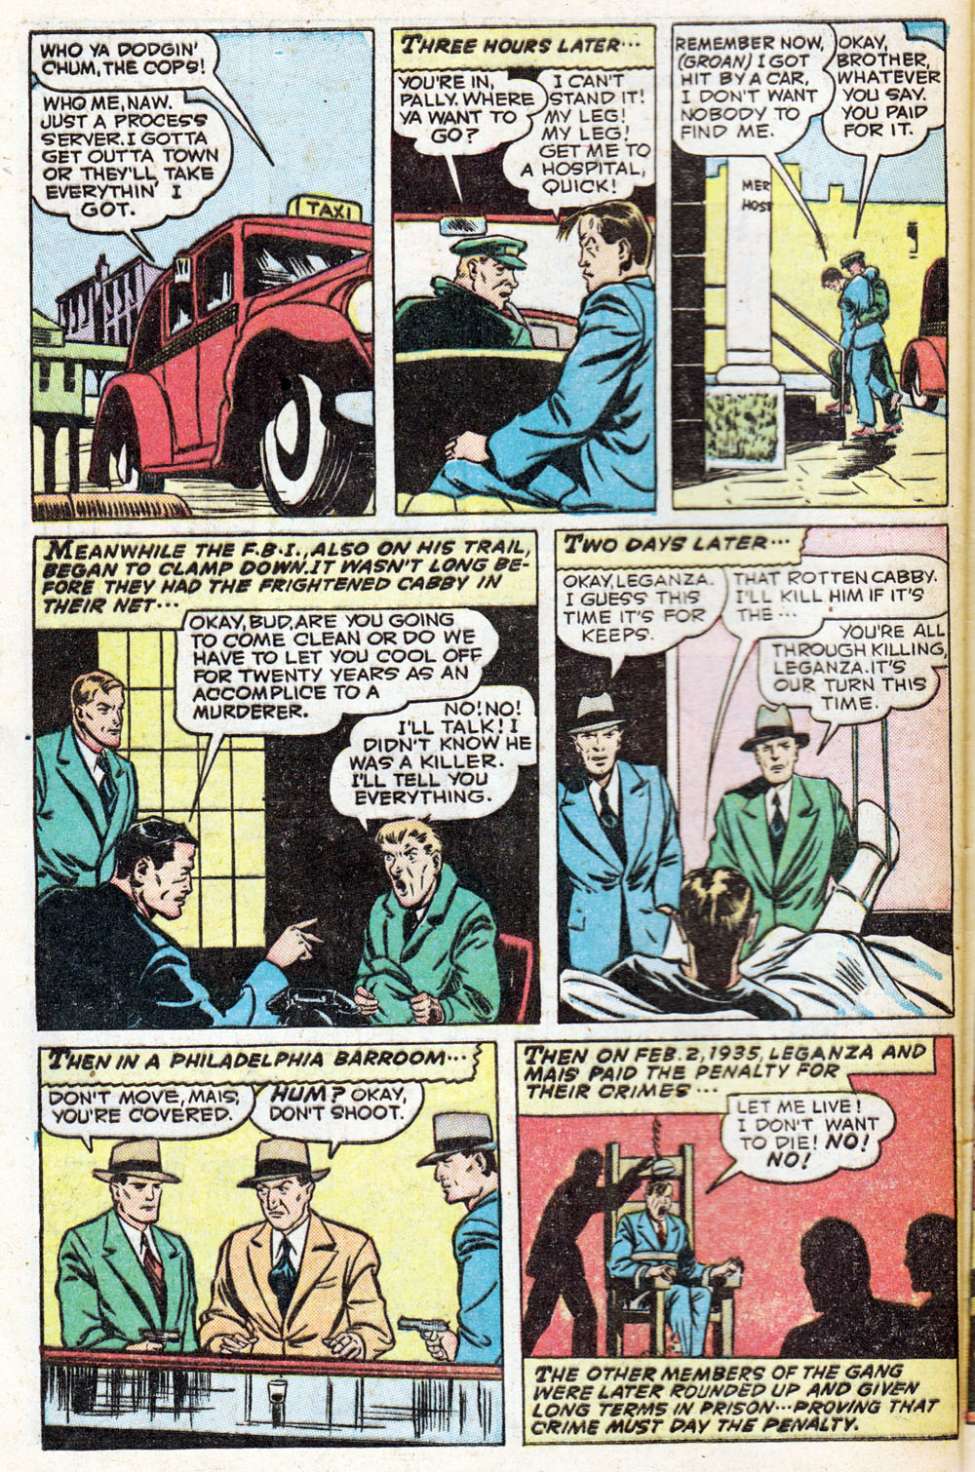 WHO YA DODGIN'
CHUM, THE COPS!
WHO ME, NAW.
JUST A PROCESS
SERVER. I GOTTA
GET OUTTA TOWN
OR THEY'LL TAKE
EVERYTHIN' I
GOT.
TAXI
THREE HOURS LATER...
YOU'RE IN,
PALLY. WHERE
YA WANT TO
GO?
I CAN'T
STAND IT!
MY LEG!
MY LEG!
GET ME TO
A HOSPITAL,
QUICK!
REMEMBER NOW,
(GROAN) I GOT
HIT BY A CAR,
I DON'T WANT
NOBODY TO
FIND ME.
OKAY,
BROTHER,
WHATEVER
YOU SAY.
YOU PAID
FOR IT.
MER
HOSP
MEANWHILE THE F.B.I., ALSO ON HIS TRAIL,
BEGAN TO CLAMP DOWN. IT WASN'T LONG BE-
FORE THEY HAD THE FRIGHTENED CABBY IN
THEIR NET...
OKAY, BUD, ARE YOU GOING
TO COME CLEAN OR DO WE
HAVE TO LET YOU COOL OFF
FOR TWENTY YEARS AS AN
ACCOMPLICE TO A
MURDERER.
NO! NO!
I'LL TALK! I
DIDN'T KNOW HE
WAS A KILLER.
I'LL TELL YOU
EVERYTHING.
TWO DAYS LATER...
OKAY, LEGANZA.
I GUESS THIS
TIME IT'S FOR
KEEPS.
THAT ROTTEN CABBY.
I'LL KILL HIM IF IT'S
THE...
YOU'RE ALL
THROUGH KILLING,
LEGANZA. IT'S
OUR TURN THIS
TIME.
THEN IN A PHILADELPHIA BARROOM...
DON'T MOVE, MAIS,
YOU'RE COVERED.
HUM? OKAY,
DON'T SHOOT.
THEN ON FEB. 2, 1935, LEGANZA AND
MAIS PAID THE PENALTY FOR
THEIR CRIMES...
LET ME LIVE!
I DON'T WANT
TO DIE! NO!
NO!
THE OTHER MEMBERS OF THE GANG
WERE LATER ROUNDED UP AND GIVEN
LONG TERMS IN PRISON...PROVING THAT
CRIME MUST DAY THE PENALTY.